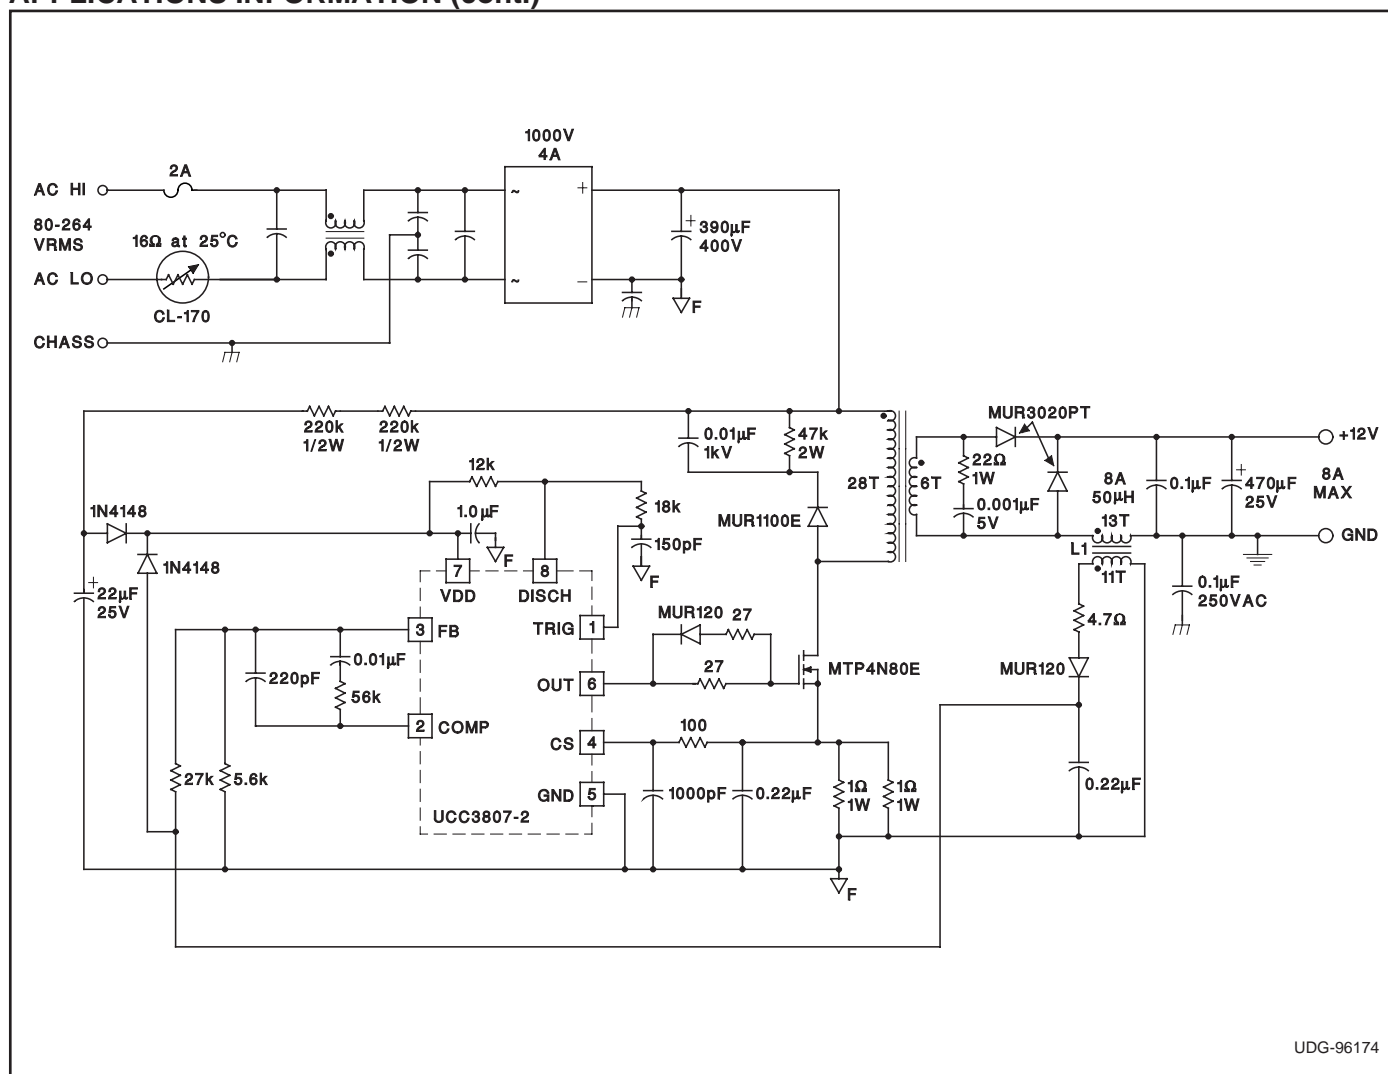 APPLICATIONS INFORMATION (cont.)
1000V
4A
2A
AC HI
80-264
VRMS
16Ω at 25°C
AC LO
CL-170
CHASS
~
~
+
−
+
390µF
400V
F
220k
1/2W
220k
1/2W
0.01µF
1kV
47k
2W
28T
6T
MUR3020PT
22Ω
1W
0.001µF
5V
8A
50µH
13T
L1
11T
0.1µF
+
470µF
25V
+12V
8A
MAX
GND
0.1µF
250VAC
12k
1.0µF
F
18k
150pF
F
MUR1100E
1N4148
1N4148
+
22µF
25V
7
VDD
8
DISCH
3
FB
TRIG
1
0.01µF
220pF
56k
2
COMP
OUT
6
CS
4
GND
5
UCC3807-2
27k
5.6k
MUR120
27
27
MTP4N80E
100
1000pF
0.22µF
1Ω
1W
1Ω
1W
F
4.7Ω
MUR120
0.22µF
UDG-96174